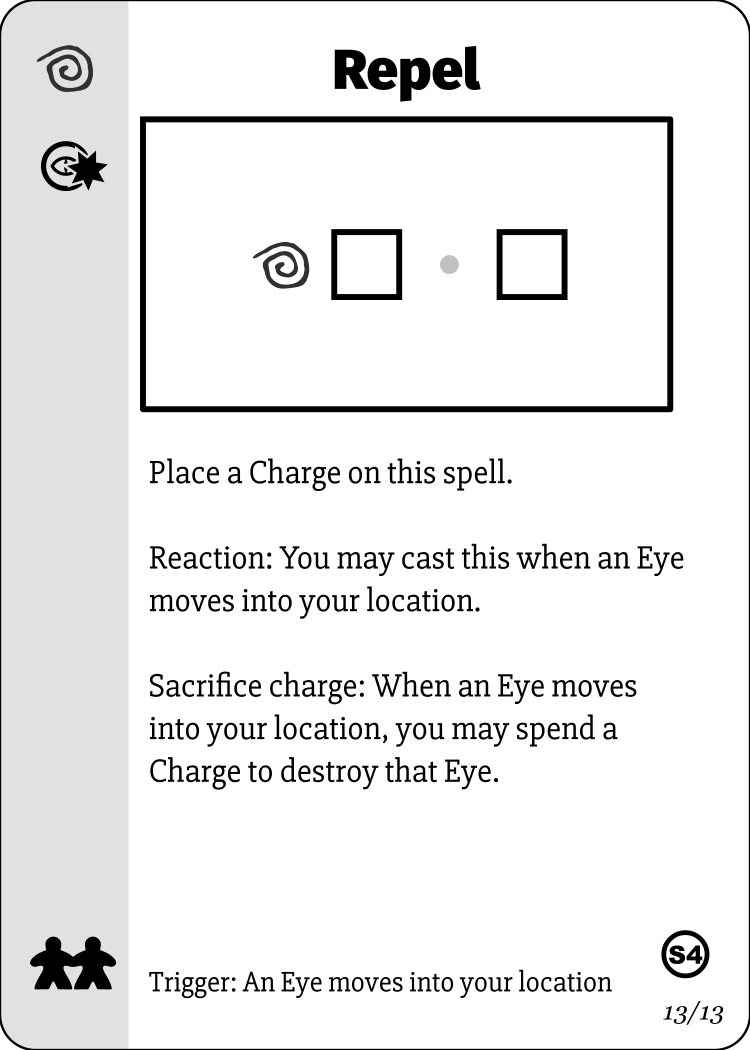 Repel
Place a Charge on this spell.
Reaction: You may cast this when an Eye
moves into your location.
Sacrifice charge: When an Eye moves
into your location, you may spend a
Charge to destroy that Eye.
Trigger: An Eye moves into your location
S4
13/13